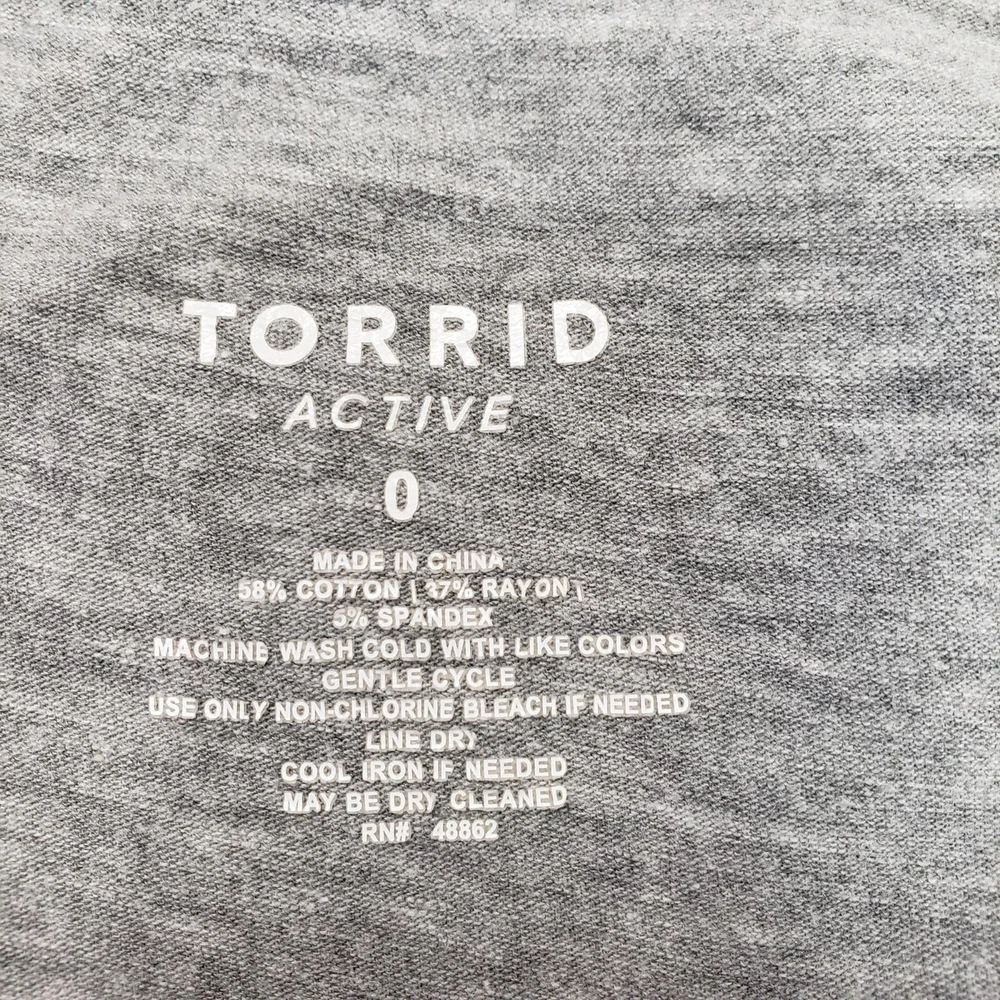 TORRID
ACTIVE
0
MADE IN CHINA
58% COTTON | 37% RAYON |
5% SPANDEX
MACHINE WASH COLD WITH LIKE COLORS
GENTLE CYCLE
USE ONLY NON-CHLORINE BLEACH IF NEEDED
LINE DRY
COOL IRON IF NEEDED
MAY BE DRY CLEANED
RN# 48862